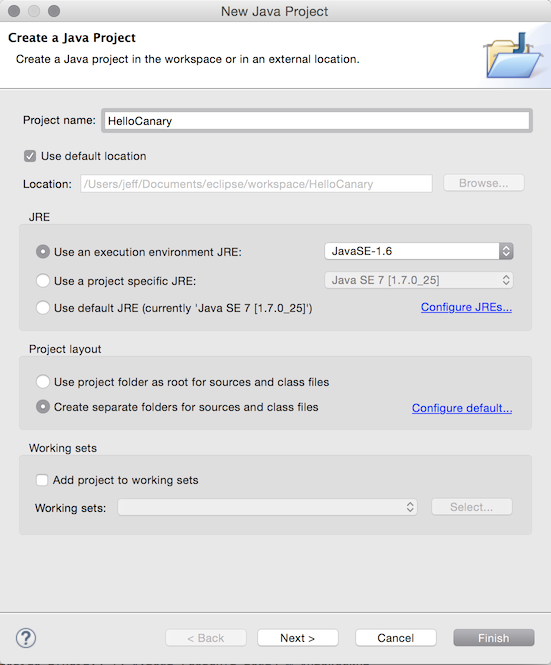 New Java Project
Create a Java Project
Create a Java project in the workspace or in an external location.
Project name: HelloCanary
Use default location
Location: /Users/jeff/Documents/eclipse/workspace/HelloCanary Browse...
JRE
Use an execution environment JRE: JavaSE-1.6
Use a project specific JRE: Java SE 7 [1.7.0_25]
Use default JRE (currently 'Java SE 7 [1.7.0_25]') Configure JREs...
Project layout
Use project folder as root for sources and class files
Create separate folders for sources and class files Configure default...
Working sets
Add project to working sets
Working sets: Select...
? < Back Next > Cancel Finish